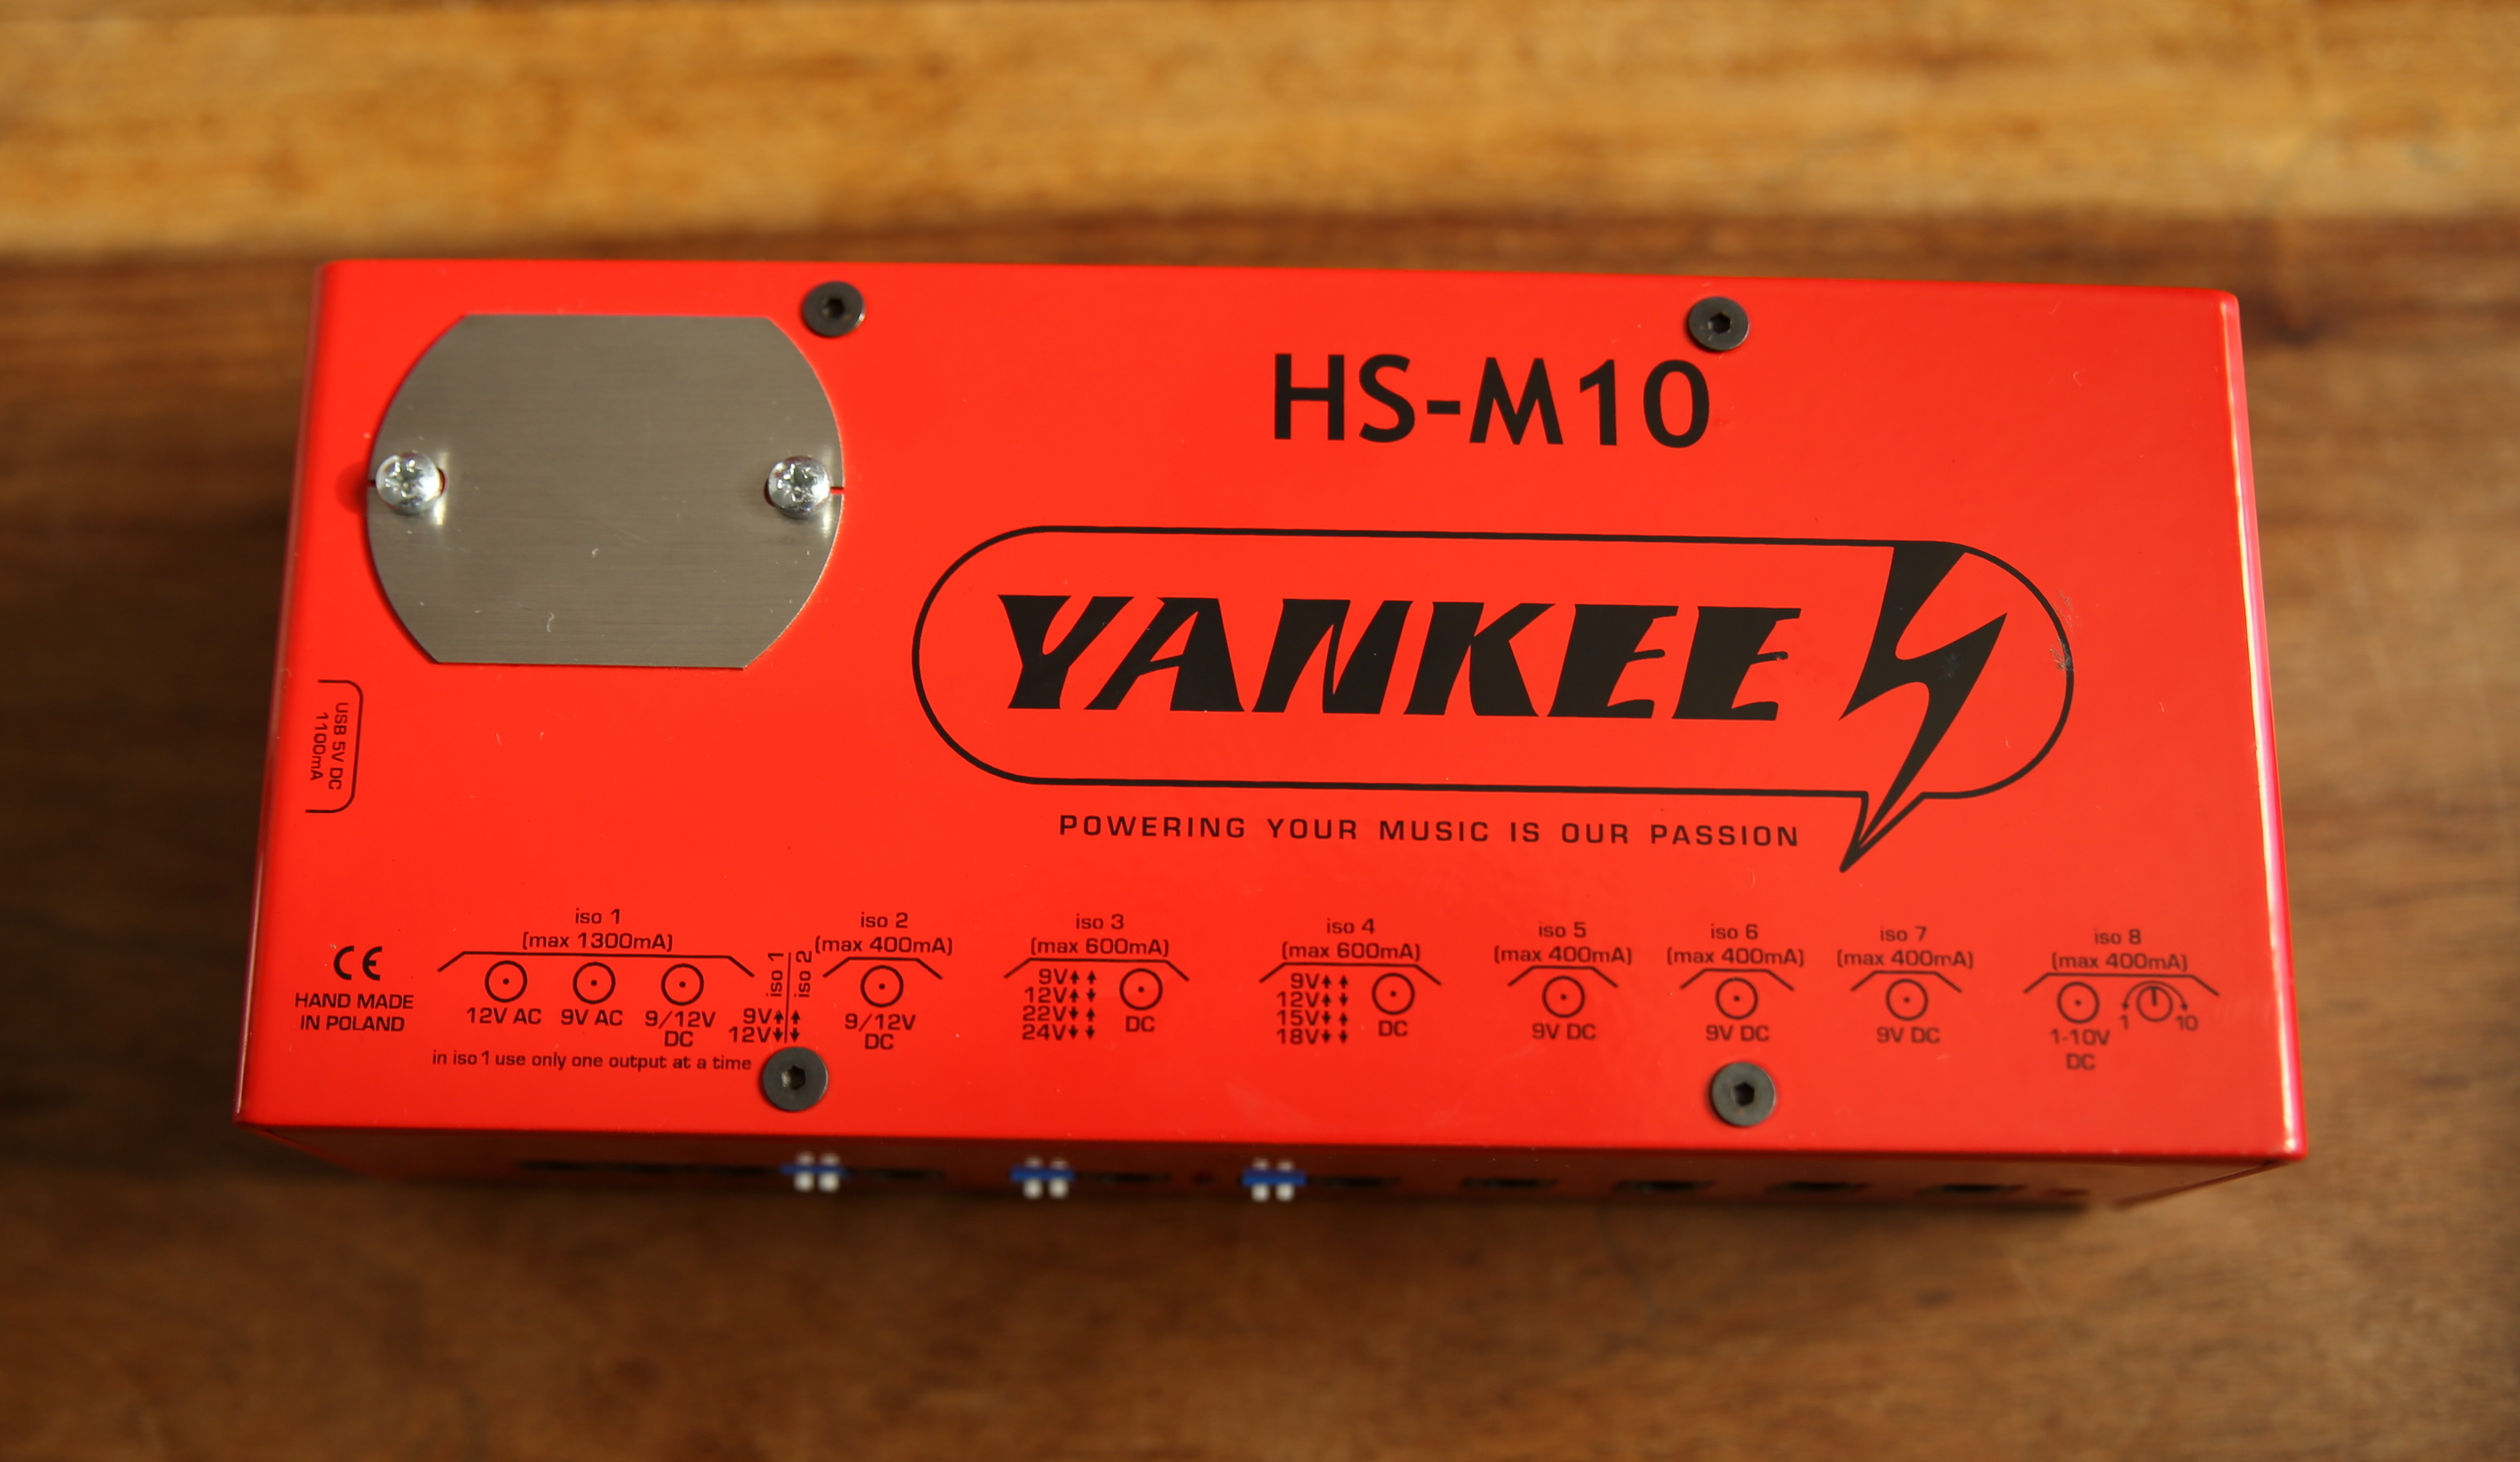 HS-M10
YANKEE
POWERING YOUR MUSIC IS OUR PASSION
USB 5V DC
1100mA
CE
HAND MADE
IN POLAND
iso 1
(max 1300mA)
12V AC
9V AC
9/12V
DC
in iso 1 use only one output at a time
iso 1
iso 2
9V↑ ↑
12V↓ ↓
iso 2
(max 400mA)
9/12V
DC
iso 3
(max 600mA)
9V↑ ↑
12V↑ ↓
22V↓ ↑
24V↓ ↓
DC
iso 4
(max 600mA)
9V↑ ↑
12V↑ ↓
15V↓ ↑
18V↓ ↓
DC
iso 5
(max 400mA)
9V DC
iso 6
(max 400mA)
9V DC
iso 7
(max 400mA)
9V DC
iso 8
(max 400mA)
1-10V
DC
1
10